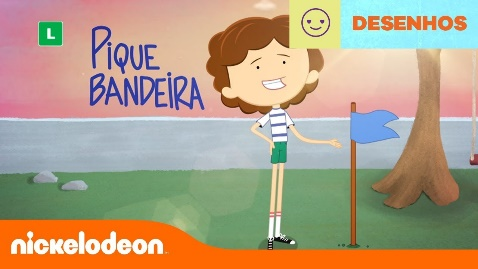 L
DESENHOS
PIQUE
BANDEIRA
nickelodeon